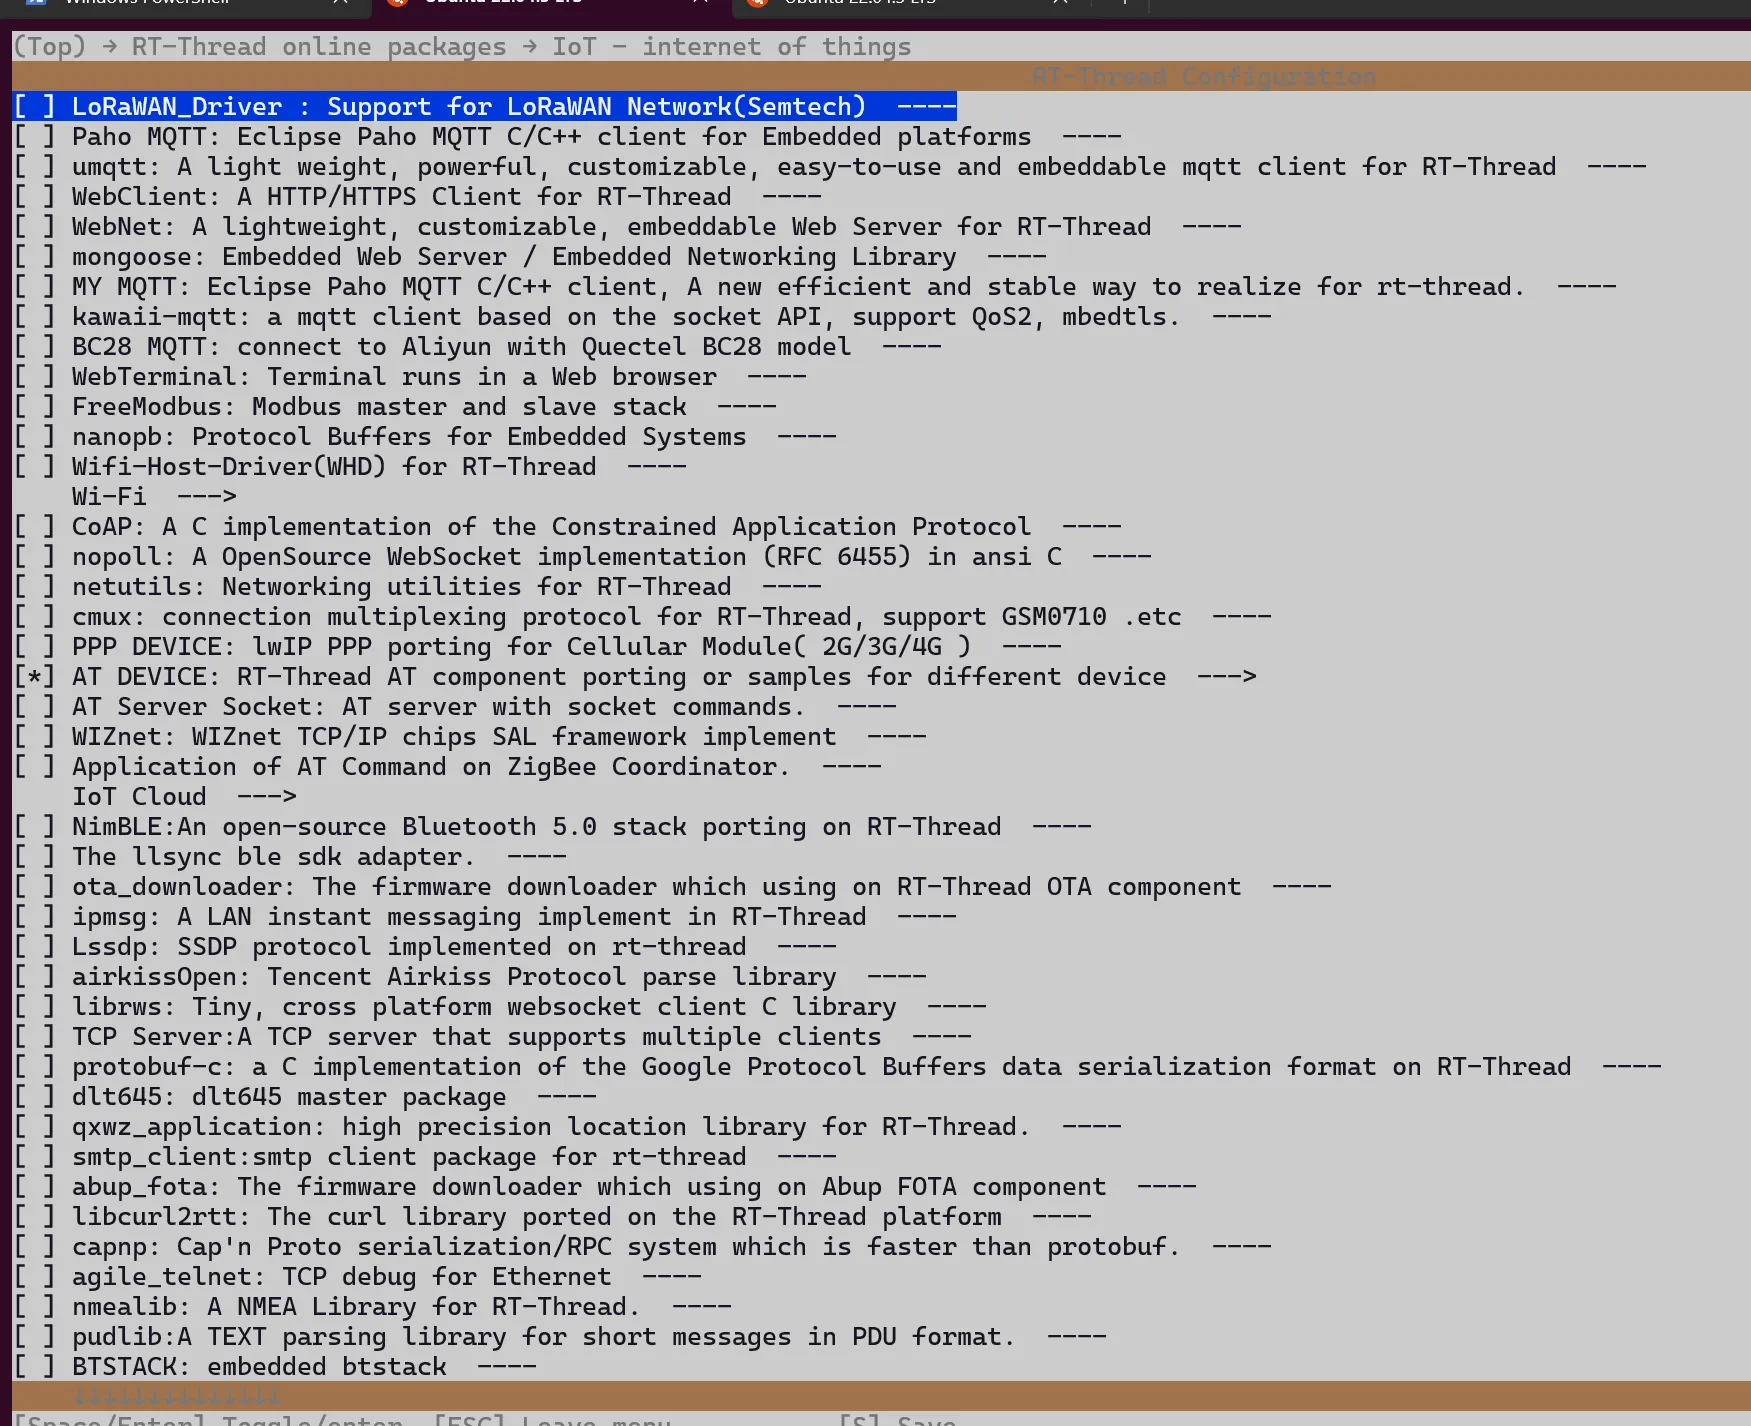 Windows PowerShell
Ubuntu 22.04.5 LTS
Ubuntu 22.04.5 LTS
(Top) → RT-Thread online packages → IoT - internet of things
RT-Thread Configuration
[ ] LoRaWAN_Driver : Support for LoRaWAN Network(Semtech)  ----
[ ] Paho MQTT: Eclipse Paho MQTT C/C++ client for Embedded platforms  ----
[ ] umqtt: A light weight, powerful, customizable, easy-to-use and embeddable mqtt client for RT-Thread  ----
[ ] WebClient: A HTTP/HTTPS Client for RT-Thread  ----
[ ] WebNet: A lightweight, customizable, embeddable Web Server for RT-Thread  ----
[ ] mongoose: Embedded Web Server / Embedded Networking Library  ----
[ ] MY MQTT: Eclipse Paho MQTT C/C++ client, A new efficient and stable way to realize for rt-thread.  ----
[ ] kawaii-mqtt: a mqtt client based on the socket API, support QoS2, mbedtls.  ----
[ ] BC28 MQTT: connect to Aliyun with Quectel BC28 model  ----
[ ] WebTerminal: Terminal runs in a Web browser  ----
[ ] FreeModbus: Modbus master and slave stack  ----
[ ] nanopb: Protocol Buffers for Embedded Systems  ----
[ ] Wifi-Host-Driver(WHD) for RT-Thread  ----
    Wi-Fi  --->
[ ] CoAP: A C implementation of the Constrained Application Protocol  ----
[ ] nopoll: A OpenSource WebSocket implementation (RFC 6455) in ansi C  ----
[ ] netutils: Networking utilities for RT-Thread  ----
[ ] cmux: connection multiplexing protocol for RT-Thread, support GSM0710 .etc  ----
[ ] PPP DEVICE: lwIP PPP porting for Cellular Module( 2G/3G/4G )  ----
[*] AT DEVICE: RT-Thread AT component porting or samples for different device  --->
[ ] AT Server Socket: AT server with socket commands.  ----
[ ] WIZnet: WIZnet TCP/IP chips SAL framework implement  ----
[ ] Application of AT Command on ZigBee Coordinator.  ----
    IoT Cloud  --->
[ ] NimBLE:An open-source Bluetooth 5.0 stack porting on RT-Thread  ----
[ ] The llsync ble sdk adapter.  ----
[ ] ota_downloader: The firmware downloader which using on RT-Thread OTA component  ----
[ ] ipmsg: A LAN instant messaging implement in RT-Thread  ----
[ ] Lssdp: SSDP protocol implemented on rt-thread  ----
[ ] airkissOpen: Tencent Airkiss Protocol parse library  ----
[ ] librws: Tiny, cross platform websocket client C library  ----
[ ] TCP Server:A TCP server that supports multiple clients  ----
[ ] protobuf-c: a C implementation of the Google Protocol Buffers data serialization format on RT-Thread  ----
[ ] dlt645: dlt645 master package  ----
[ ] qxwz_application: high precision location library for RT-Thread.  ----
[ ] smtp_client:smtp client package for rt-thread  ----
[ ] abup_fota: The firmware downloader which using on Abup FOTA component  ----
[ ] libcurl2rtt: The curl library ported on the RT-Thread platform  ----
[ ] capnp: Cap'n Proto serialization/RPC system which is faster than protobuf.  ----
[ ] agile_telnet: TCP debug for Ethernet  ----
[ ] nmealib: A NMEA Library for RT-Thread.  ----
[ ] pudlib:A TEXT parsing library for short messages in PDU format.  ----
[ ] BTSTACK: embedded btstack  ----
↓↓↓↓↓↓↓↓↓↓↓↓↓↓
[Space/Enter] Toggle/enter  [ESC] Leave menu           [S] Save